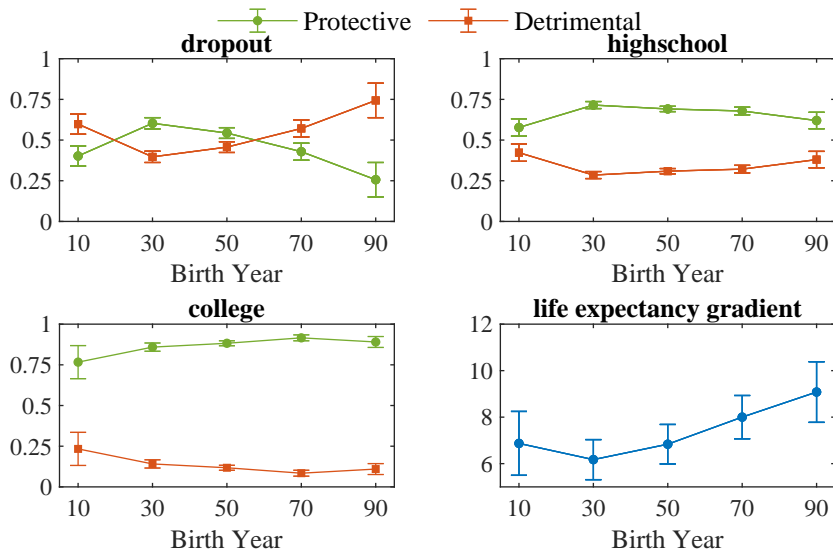 Protective Detrimental
dropout
1
0.75
0.5
0.25
0
10 30 50 70 90
Birth Year
highschool
1
0.75
0.5
0.25
0
10 30 50 70 90
Birth Year
college
1
0.75
0.5
0.25
0
10 30 50 70 90
Birth Year
life expectancy gradient
12
10
8
6
10 30 50 70 90
Birth Year